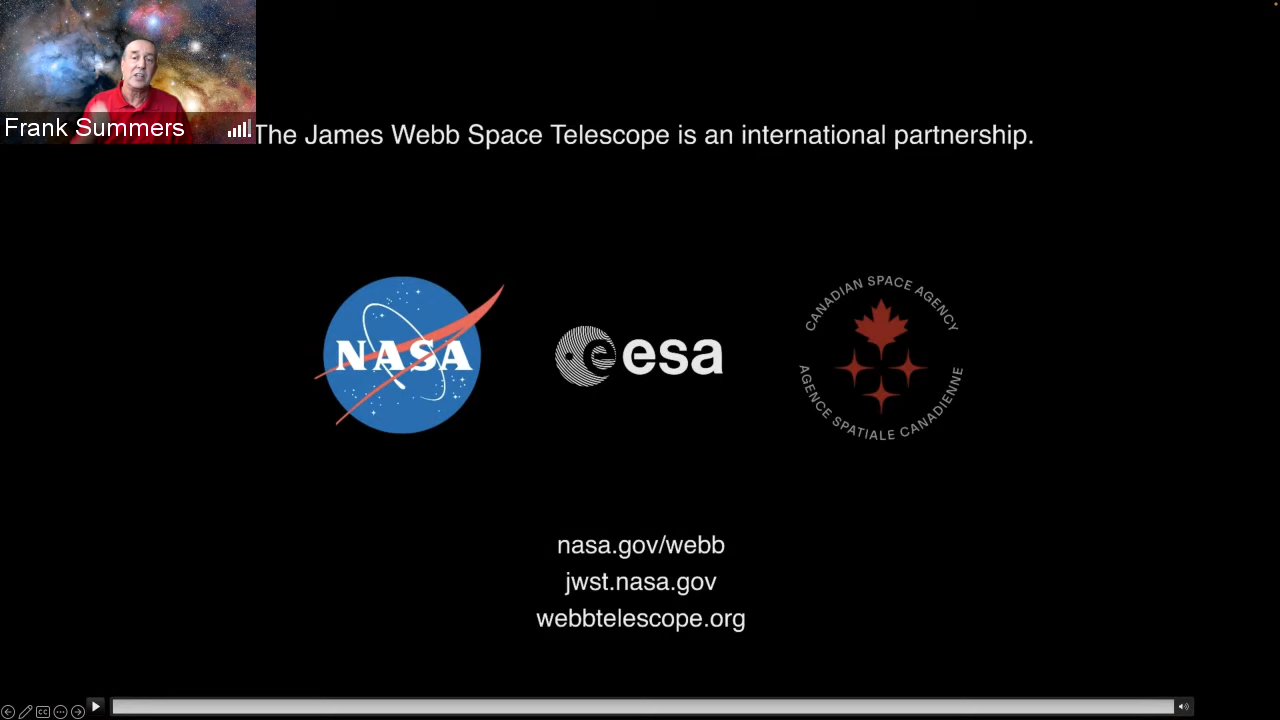 Frank Summers
The James Webb Space Telescope is an international partnership.
NASA
esa
CANADIAN SPACE AGENCY
AGENCE SPATIALE CANADIENNE
nasa.gov/webb
jwst.nasa.gov
webbtelescope.org
CC